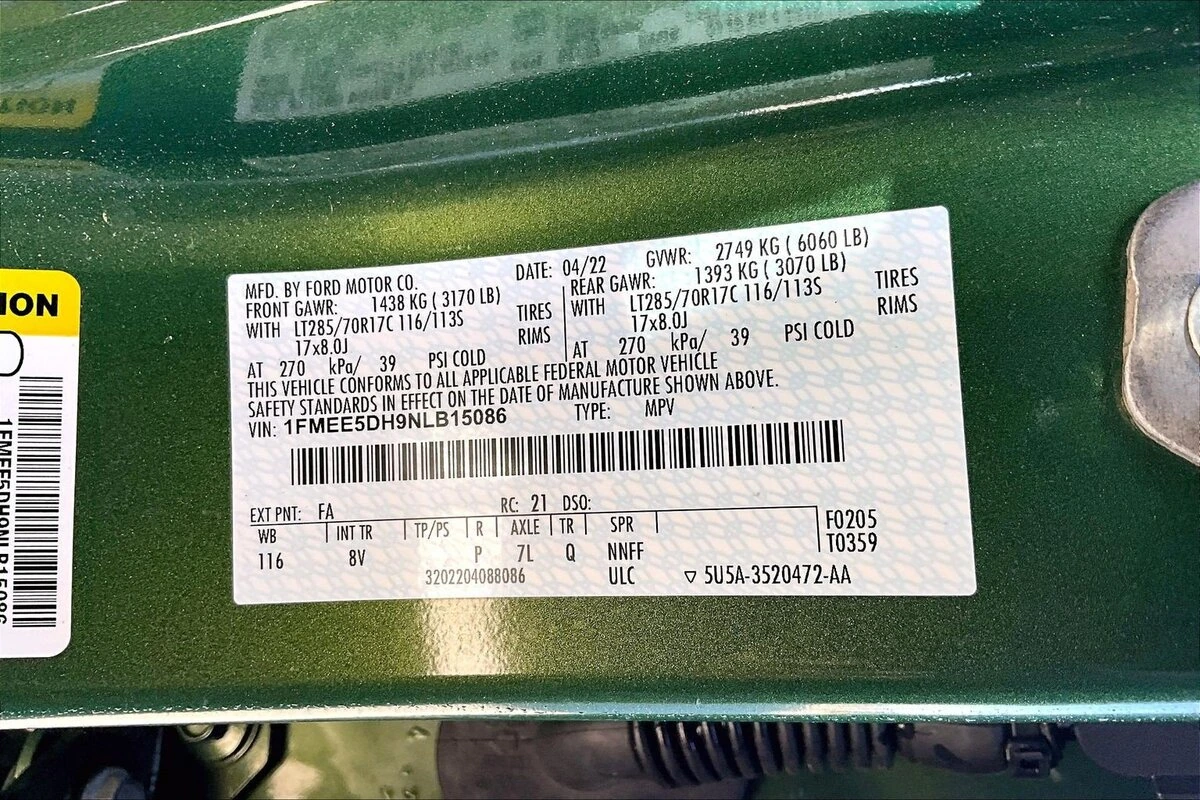 ION
1FMEE5DH9NLB15086
MFD. BY FORD MOTOR CO.
DATE: 04/22 GVWR: 2749 KG ( 6060 LB)
FRONT GAWR: 1438 KG ( 3170 LB)
WITH LT285/70R17C 116/113S TIRES
17x8.0J RIMS
AT 270 kPa/ 39 PSI COLD
REAR GAWR: 1393 KG ( 3070 LB)
WITH LT285/70R17C 116/113S TIRES
17x8.0J RIMS
AT 270 kPa/ 39 PSI COLD
THIS VEHICLE CONFORMS TO ALL APPLICABLE FEDERAL MOTOR VEHICLE
SAFETY STANDARDS IN EFFECT ON THE DATE OF MANUFACTURE SHOWN ABOVE.
VIN: 1FMEE5DH9NLB15086 TYPE: MPV
EXT PNT: FA RC: 21 DSO:
WB INT TR TP/PS R AXLE TR SPR
116 8V P 7L Q NNFF
F0205
T0359
3202204088086 ULC ▽ 5U5A-3520472-AA